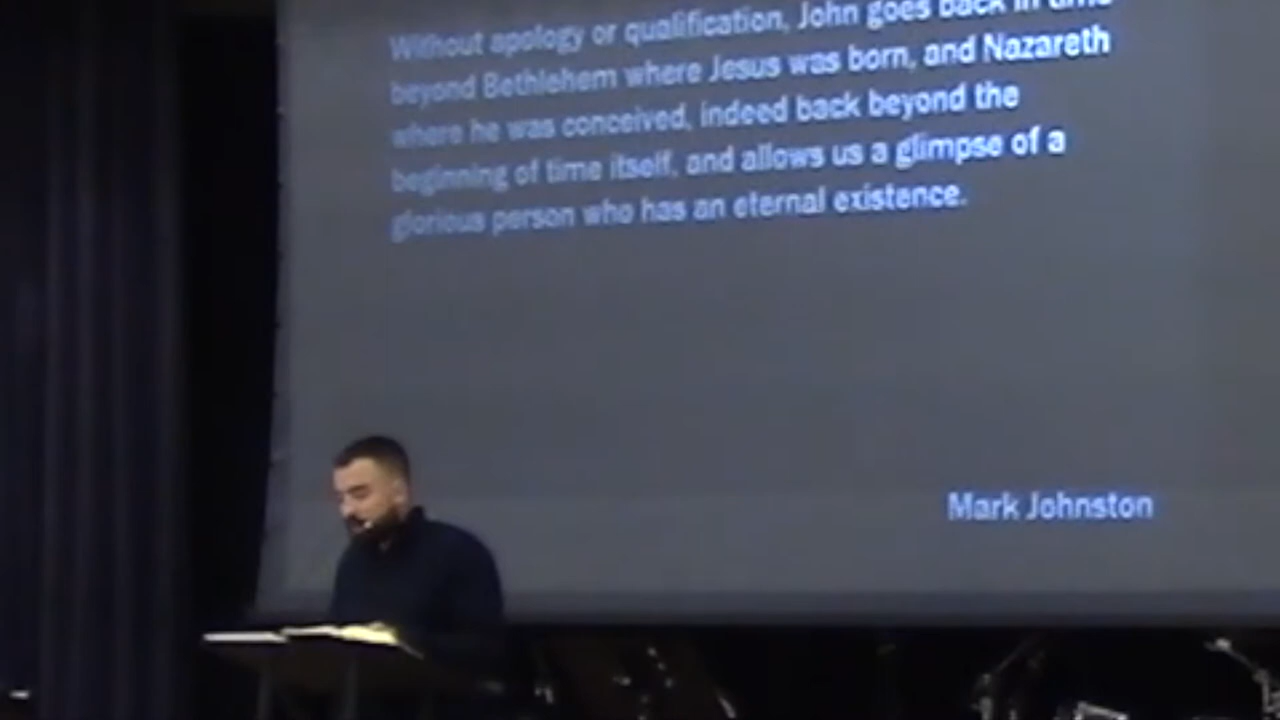 Without apology or qualification, John goes back in time
beyond Bethlehem where Jesus was born, and Nazareth
where he was conceived, indeed back beyond the
beginning of time itself, and allows us a glimpse of a
glorious person who has an eternal existence.
Mark Johnston